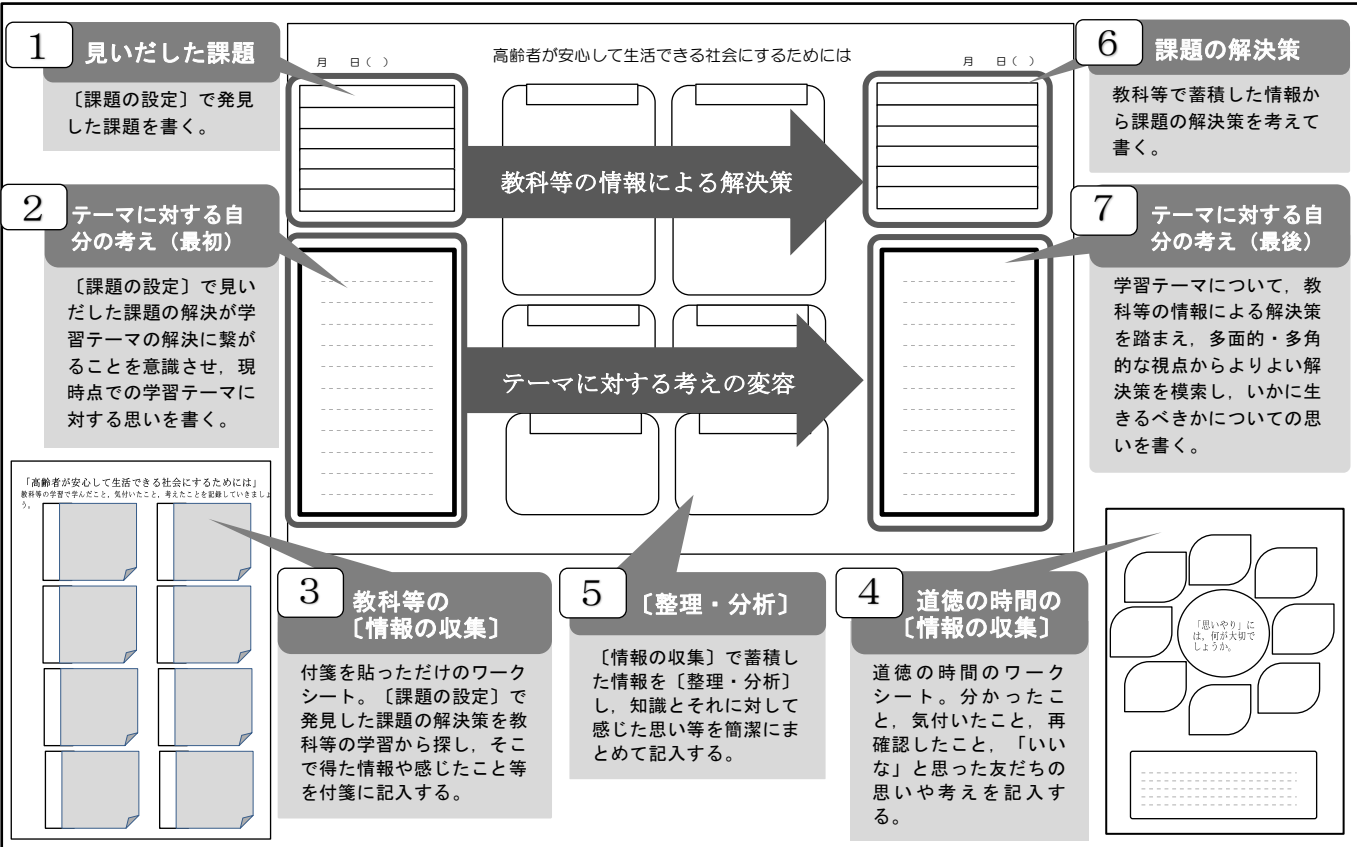 1
見いだした課題
〔課題の設定〕で発見
した課題を書く。
月 日( )
高齢者が安心して生活できる社会にするためには
月 日( )
6
課題の解決策
教科等で蓄積した情報か
ら課題の解決策を考えて
書く。
教科等の情報による解決策
2
テーマに対する自
分の考え（最初）
〔課題の設定〕で見い
だした課題の解決が学
習テーマの解決に繋が
ることを意識させ，現
時点での学習テーマに
対する思いを書く。
テーマに対する考えの変容
7
テーマに対する自
分の考え（最後）
学習テーマについて，教
科等の情報による解決策
を踏まえ，多面的・多角
的な視点からよりよい解
決策を模索し，いかに生
きるべきかについての思
いを書く。
「高齢者が安心して生活できる社会にするためには」
教科等の学習で学んだこと，気付いたこと，考えたことを記録していきましょ
う。
3
教科等の
〔情報の収集〕
付箋を貼っただけのワーク
シート。〔課題の設定〕で
発見した課題の解決策を教
科等の学習から探し，そこ
で得た情報や感じたこと等
を付箋に記入する。
5
〔整理・分析〕
〔情報の収集〕で蓄積し
た情報を〔整理・分析〕
し，知識とそれに対して
感じた思い等を簡潔にま
とめて記入する。
4
道徳の時間の
〔情報の収集〕
道徳の時間のワーク
シート。分かったこ
と，気付いたこと，再
確認したこと，「いい
な」と思った友だちの
思いや考えを記入す
る。
「思いやり」に
は，何が大切で
しょうか。